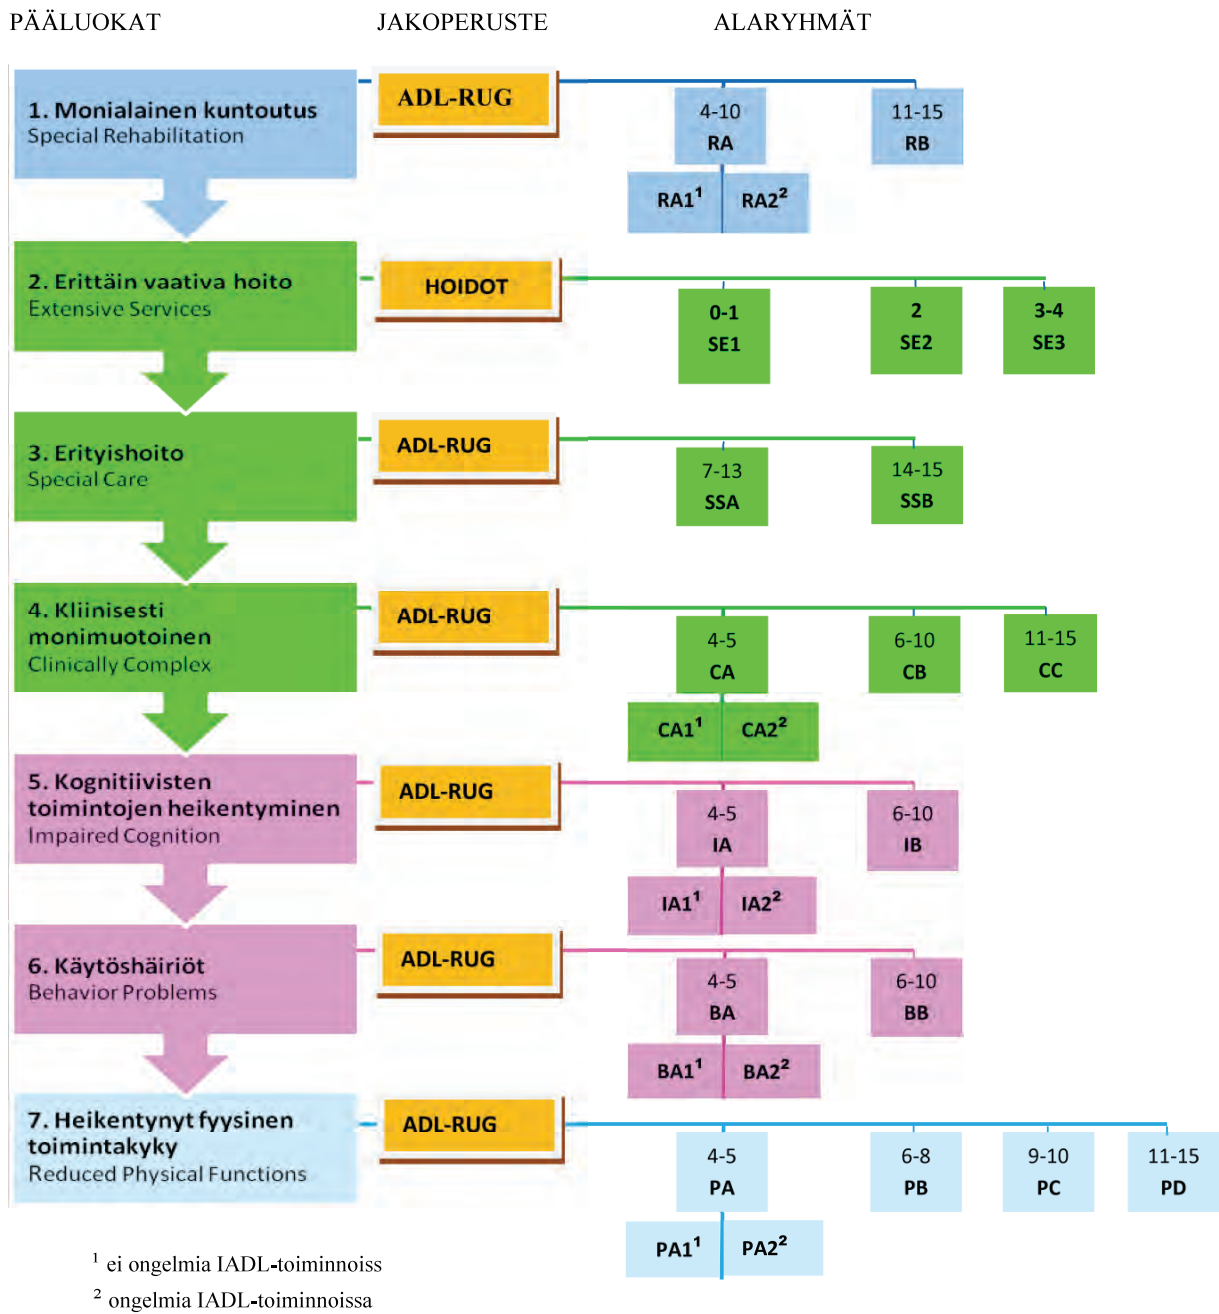 PÄÄLUOKAT JAKOPERUSTE ALARYHMÄT
1. Monialainen kuntoutus
Special Rehabilitation
ADL-RUG
4-10
RA
11-15
RB
RA1¹ RA2²
2. Erittäin vaativa hoito
Extensive Services
HOIDOT
0-1
SE1
2
SE2
3-4
SE3
3. Erityishoito
Special Care
ADL-RUG
7-13
SSA
14-15
SSB
4. Kliinisesti
monimuotoinen
Clinically Complex
ADL-RUG
4-5
CA
6-10
CB
11-15
CC
CA1¹ CA2²
5. Kognitiivisten
toimintojen heikentyminen
Impaired Cognition
ADL-RUG
4-5
IA
6-10
IB
IA1¹ IA2²
6. Käytöshäiriöt
Behavior Problems
ADL-RUG
4-5
BA
6-10
BB
BA1¹ BA2²
7. Heikentynyt fyysinen
toimintakyky
Reduced Physical Functions
ADL-RUG
4-5
PA
6-8
PB
9-10
PC
11-15
PD
PA1¹ PA2²
¹ ei ongelmia IADL-toiminnoiss
² ongelmia IADL-toiminnoissa